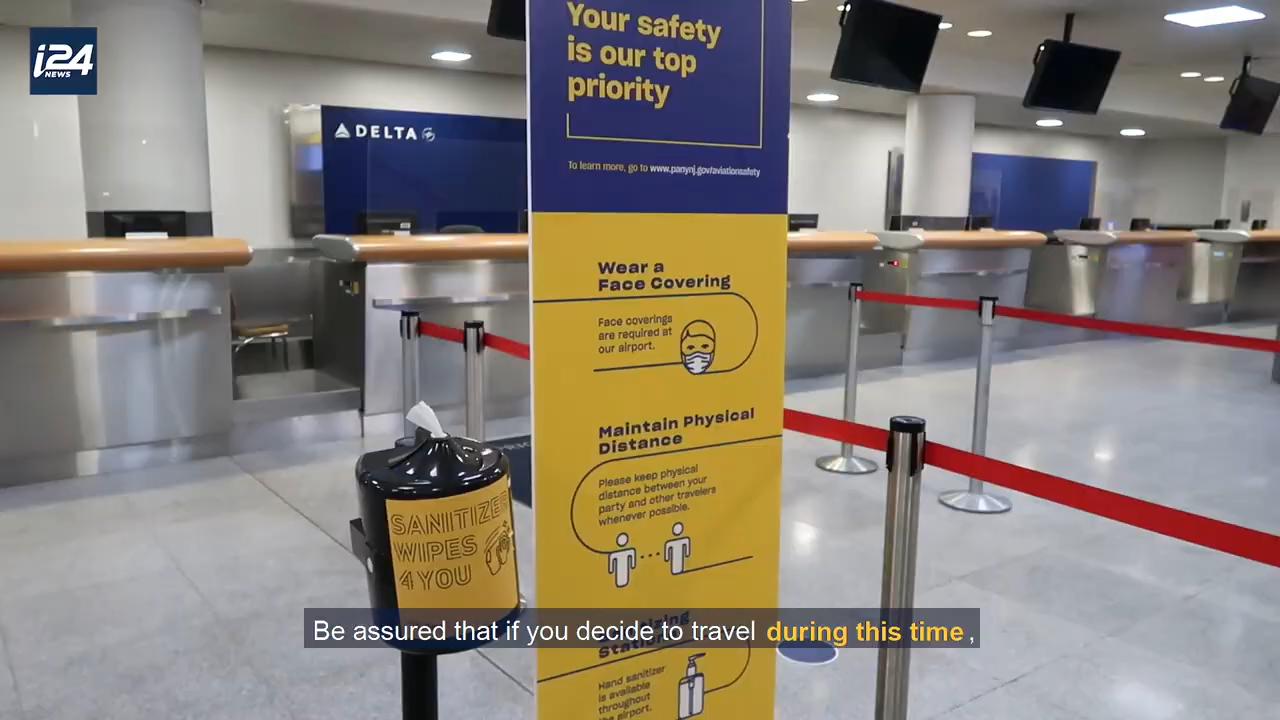 i24
NEWS
Your safety
is our top
priority
To learn more, go to www.panynj.gov/aviationsafety
DELTA
Wear a
Face Covering
Face coverings
are required at
our airport.
Maintain Physical
Distance
Please keep physical
distance between your
party and other travelers
whenever possible.
SANITIZER
WIPES
4 YOU
Be assured that if you decide to travel during this time,
Hand sanitizer
is available
throughout
the airport.